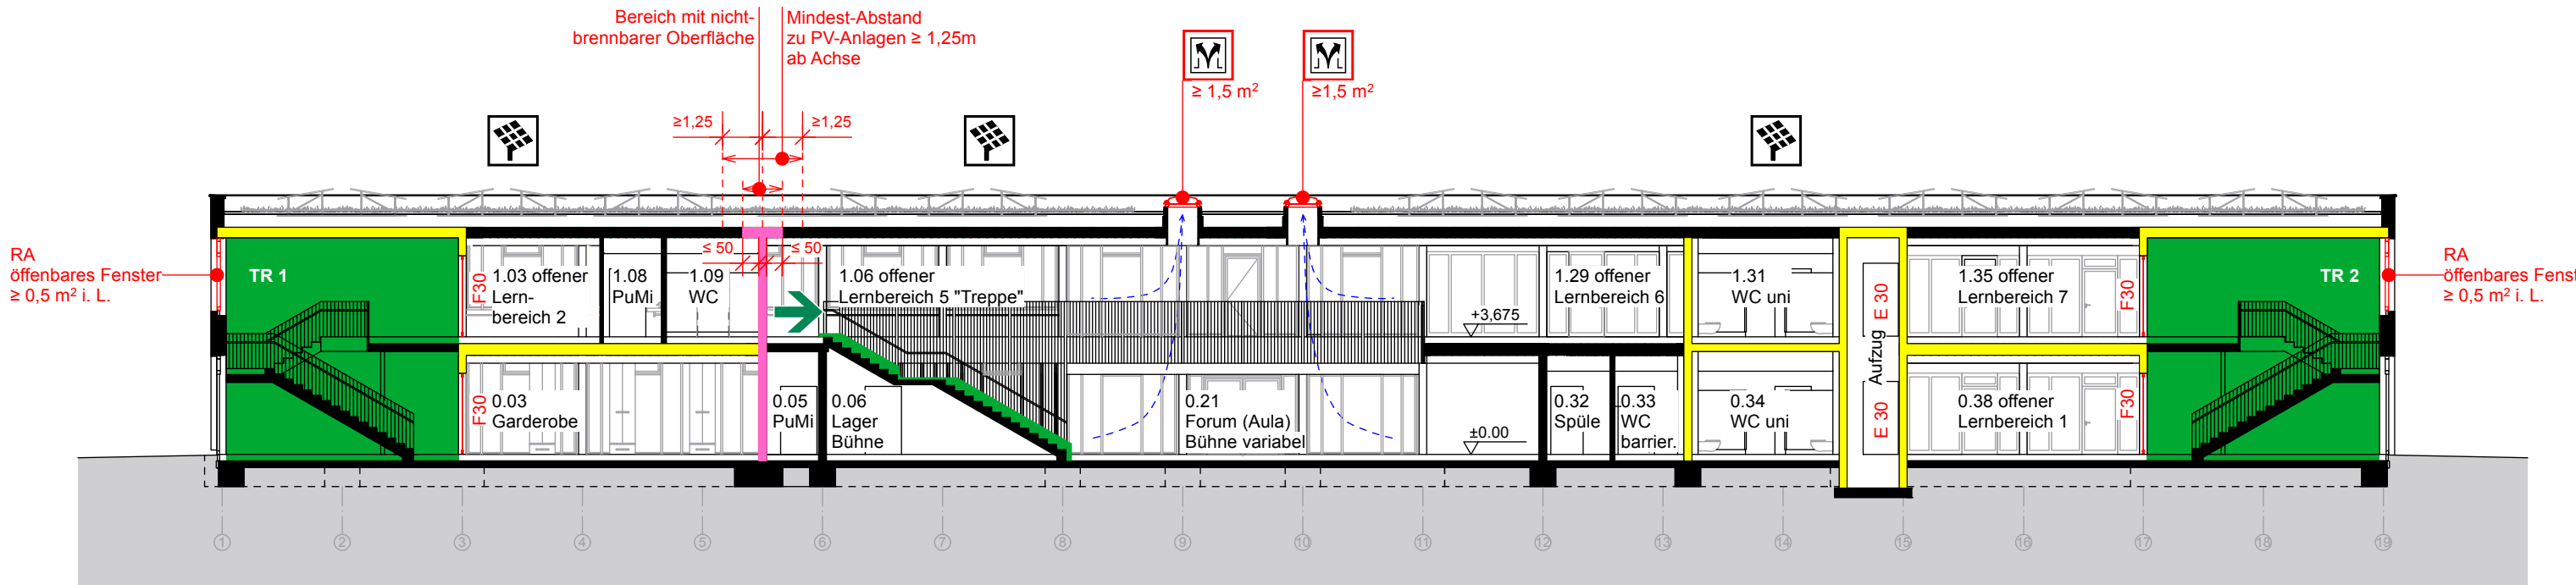 Bereich mit nicht-
brennbarer Oberfläche
Mindest-Abstand
zu PV-Anlagen ≥ 1,25m
ab Achse
≥ 1,5 m²
≥1,5 m²
≥1,25
≥1,25
RA
öffenbares Fenster
≥ 0,5 m² i. L.
TR 1
F30
1.03 offener
Lern-
bereich 2
1.08
PuMi
1.09
WC
≤ 50
≤ 50
1.06 offener
Lernbereich 5 "Treppe"
+3,675
1.29 offener
Lernbereich 6
1.31
WC uni
E 30
Aufzug
1.35 offener
Lernbereich 7
F30
TR 2
RA
öffenbares Fenst
≥ 0,5 m² i. L.
F30
0.03
Garderobe
0.05
PuMi
0.06
Lager
Bühne
0.21
Forum (Aula)
Bühne variabel
±0.00
0.32
Spüle
0.33
WC
barrier.
0.34
WC uni
E 30
0.38 offener
Lernbereich 1
F30
1
2
3
4
5
6
7
8
9
10
11
12
13
14
15
16
17
18
19